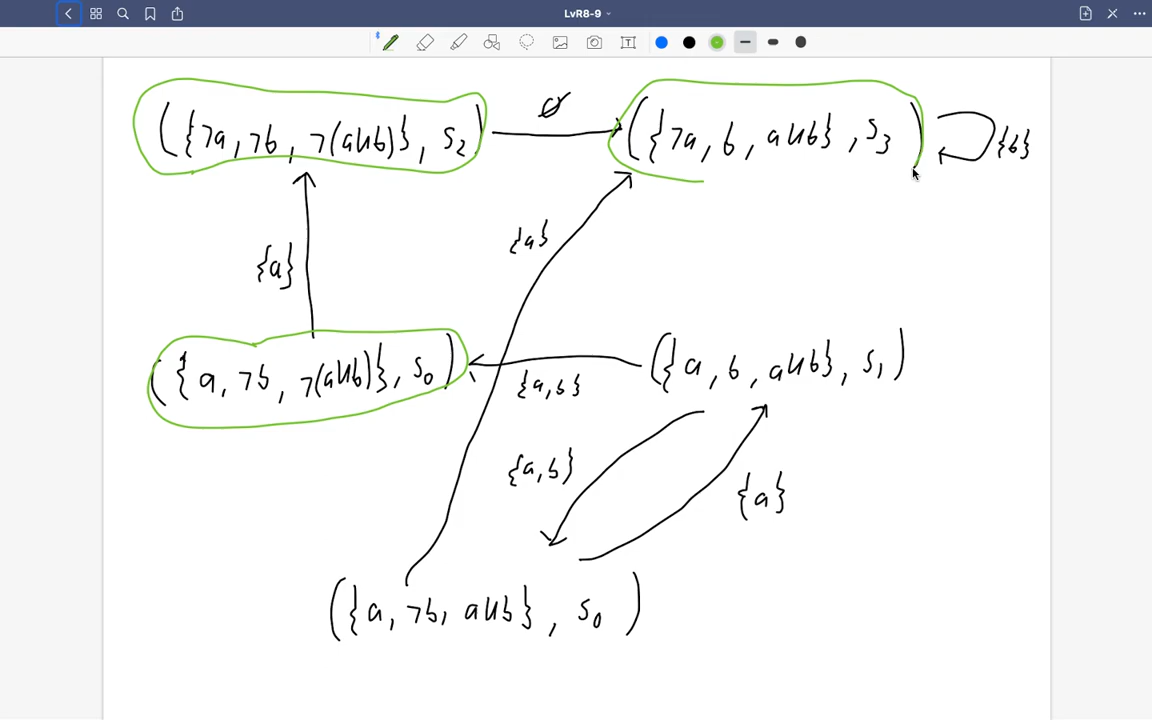 LvR8-9
({¬a, ¬b, ¬(aUb)}, s₂)
∅
({¬a, b, aUb}, s₃)
{b}
{a}
{a}
({a, ¬b, ¬(aUb)}, s₀)
{a, b}
({a, b, aUb}, s₁)
{a, b}
{a}
({a, ¬b, aUb}, s₀)